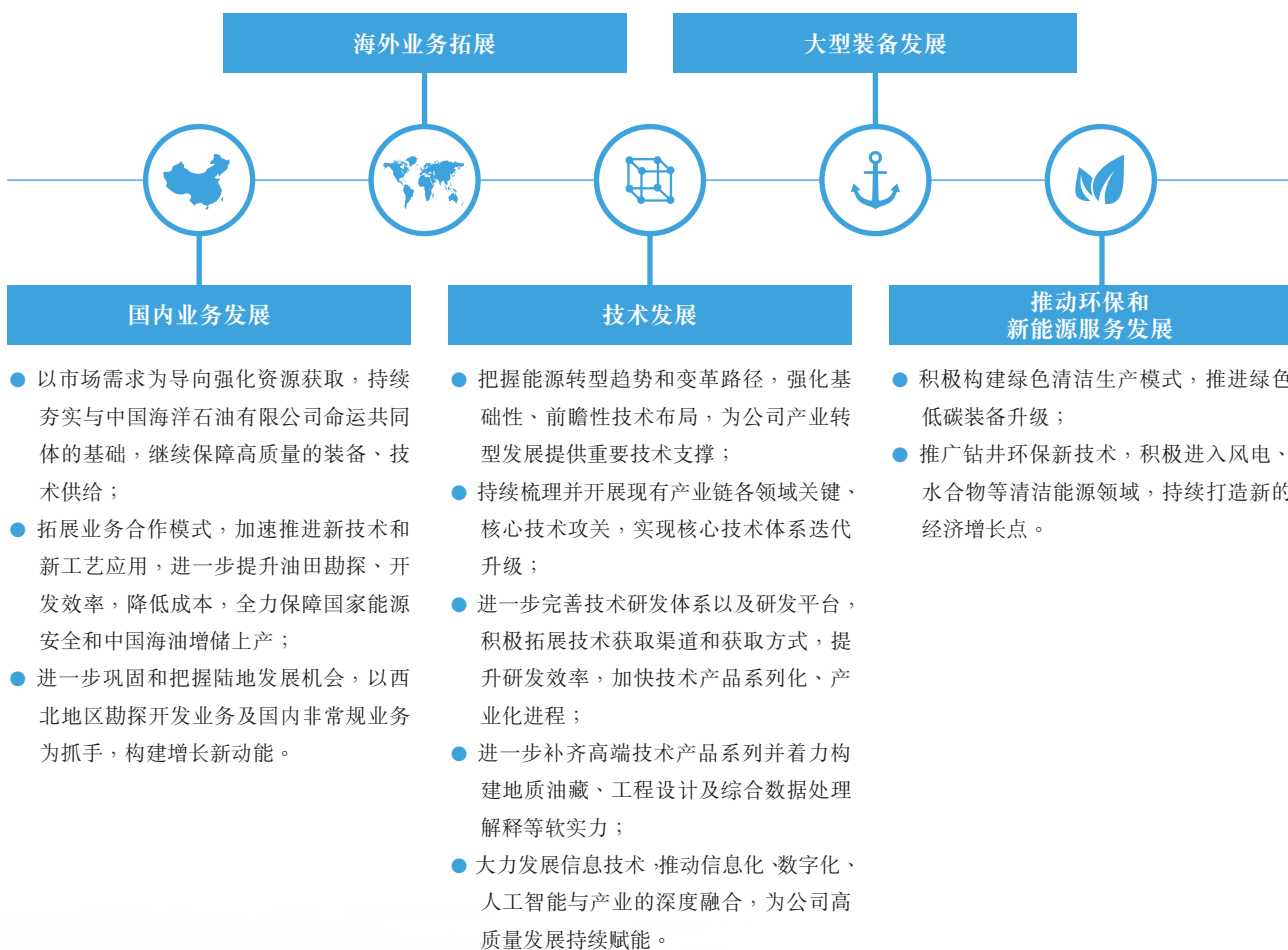 海外业务拓展
大型装备发展
国内业务发展
● 以市场需求为导向强化资源获取，持续
夯实与中国海洋石油有限公司命运共同
体的基础，继续保障高质量的装备、技
术供给；
● 拓展业务合作模式，加速推进新技术和
新工艺应用，进一步提升油田勘探、开
发效率，降低成本，全力保障国家能源
安全和中国海油增储上产；
● 进一步巩固和把握陆地发展机会，以西
北地区勘探开发业务及国内非常规业务
为抓手，构建增长新动能。
技术发展
● 把握能源转型趋势和变革路径，强化基
础性、前瞻性技术布局，为公司产业转
型发展提供重要技术支撑；
● 持续梳理并开展现有产业链各领域关键、
核心技术攻关，实现核心技术体系迭代
升级；
● 进一步完善技术研发体系以及研发平台，
积极拓展技术获取渠道和获取方式，提
升研发效率，加快技术产品系列化、产
业化进程；
● 进一步补齐高端技术产品系列并着力构
建地质油藏、工程设计及综合数据处理
解释等软实力；
● 大力发展信息技术，推动信息化、数字化、
人工智能与产业的深度融合，为公司高
质量发展持续赋能。
推动环保和
新能源服务发展
● 积极构建绿色清洁生产模式，推进绿色
低碳装备升级；
● 推广钻井环保新技术，积极进入风电、
水合物等清洁能源领域，持续打造新的
经济增长点。